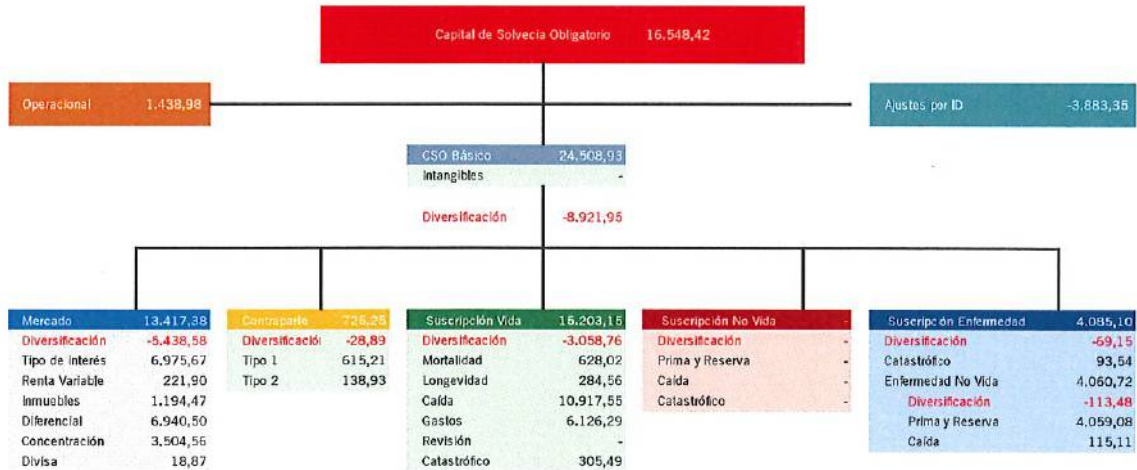 Capital de Solvecia Obligatorio 16.548,42
Operacional 1.438,98
Ajustes por ID -3.883,35
CSO Básico 24.508,93
Intangibles -
Diversificación -8.921,95
Mercado 13.417,38
Diversificación -5.438,58
Tipo de Interés 6.975,67
Renta Variable 221,90
Inmuebles 1.194,47
Diferencial 6.940,50
Concentración 3.504,56
Divisa 18,87
Contraparte 725,25
Diversificació -28,89
Tipo 1 615,21
Tipo 2 138,93
Suscripción Vida 15.203,15
Diversificación -3.058,76
Mortalidad 628,02
Longevidad 284,56
Caída 10.917,55
Gastos 6.126,29
Revisión -
Catastrófico 305,49
Suscripción No Vida -
Diversificación -
Prima y Reserva -
Caída -
Catastrófico -
Suscripción Enfermedad 4.085,10
Diversificación -69,15
Catastrófico 93,54
Enfermedad No Vida 4.060,72
Diversificación -113,48
Prima y Reserva 4.059,08
Caída 115,11